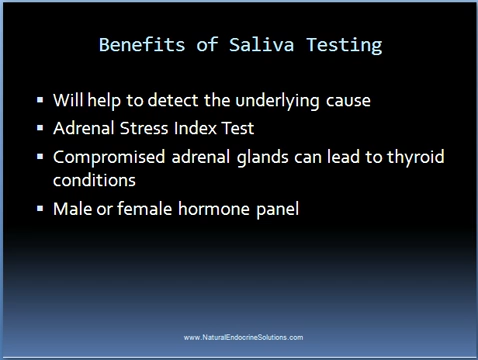 Benefits of Saliva Testing
▪ Will help to detect the underlying cause
▪ Adrenal Stress Index Test
▪ Compromised adrenal glands can lead to thyroid
conditions
▪ Male or female hormone panel
www.NaturalEndocrineSolutions.com